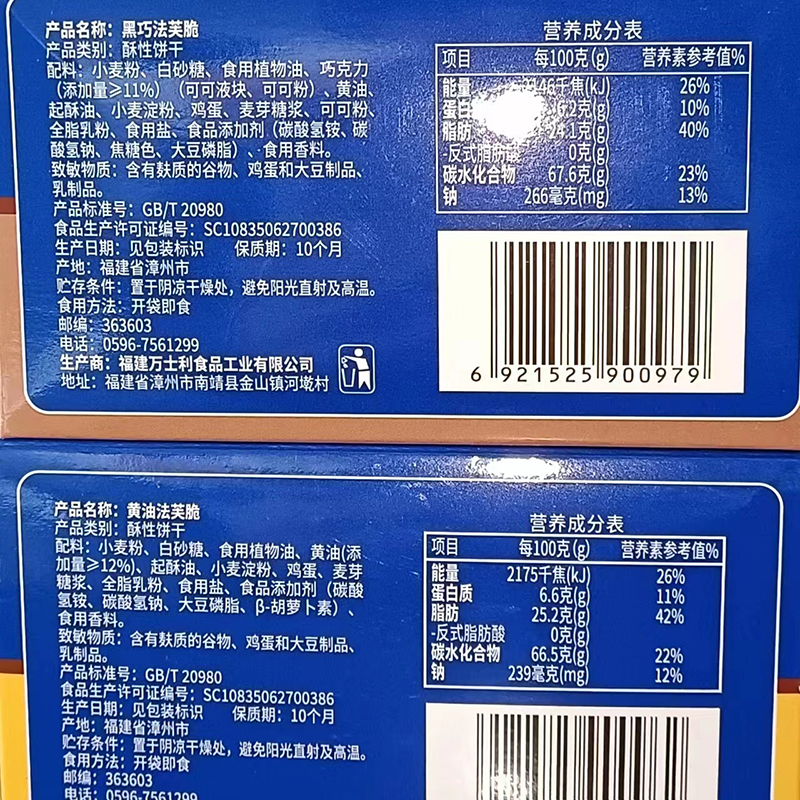 产品名称：黑巧法芙脆
产品类别：酥性饼干
配料：小麦粉、白砂糖、食用植物油、巧克力
（添加量≥11%）（可可液块、可可粉）、黄油、
起酥油、小麦淀粉、鸡蛋、麦芽糖浆、可可粉、
全脂乳粉、食用盐、食品添加剂（碳酸氢铵、碳
酸氢钠、焦糖色、大豆磷脂）、食用香料。
致敏物质：含有麸质的谷物、鸡蛋和大豆制品、
乳制品。
产品标准号：GB/T 20980
食品生产许可证编号：SC10835062700386
生产日期：见包装标识 保质期：10个月
产地：福建省漳州市
贮存条件：置于阴凉干燥处，避免阳光直射及高温。
食用方法：开袋即食
邮编：363603
电话：0596-7561299
生产商：福建万士利食品工业有限公司
地址：福建省漳州市南靖县金山镇河墘村
营养成分表
项目 每100克(g) 营养素参考值%
能量 千焦(kJ) 26%
蛋白 克(g) 10%
脂肪 24.1克(g) 40%
-反式脂肪酸 0克(g)
碳水化合物 67.6克(g) 23%
钠 266毫克(mg) 13%
6 921525 900979
产品名称：黄油法芙脆
产品类别：酥性饼干
配料：小麦粉、白砂糖、食用植物油、黄油(添
加量≥12%)、起酥油、小麦淀粉、鸡蛋、麦芽
糖浆、全脂乳粉、食用盐、食品添加剂（碳酸
氢铵、碳酸氢钠、大豆磷脂、β-胡萝卜素）、
食用香料。
致敏物质：含有麸质的谷物、鸡蛋和大豆制品、
乳制品。
产品标准号：GB/T 20980
食品生产许可证编号：SC10835062700386
生产日期：见包装标识 保质期：10个月
产地：福建省漳州市
贮存条件：置于阴凉干燥处，避免阳光直射及高温。
食用方法：开袋即食
邮编：363603
电话：0596-7561299
营养成分表
项目 每100克(g) 营养素参考值%
能量 2175千焦(kJ) 26%
蛋白质 6.6克(g) 11%
脂肪 25.2克(g) 42%
-反式脂肪酸 0克(g)
碳水化合物 66.5克(g) 22%
钠 239毫克(mg) 12%